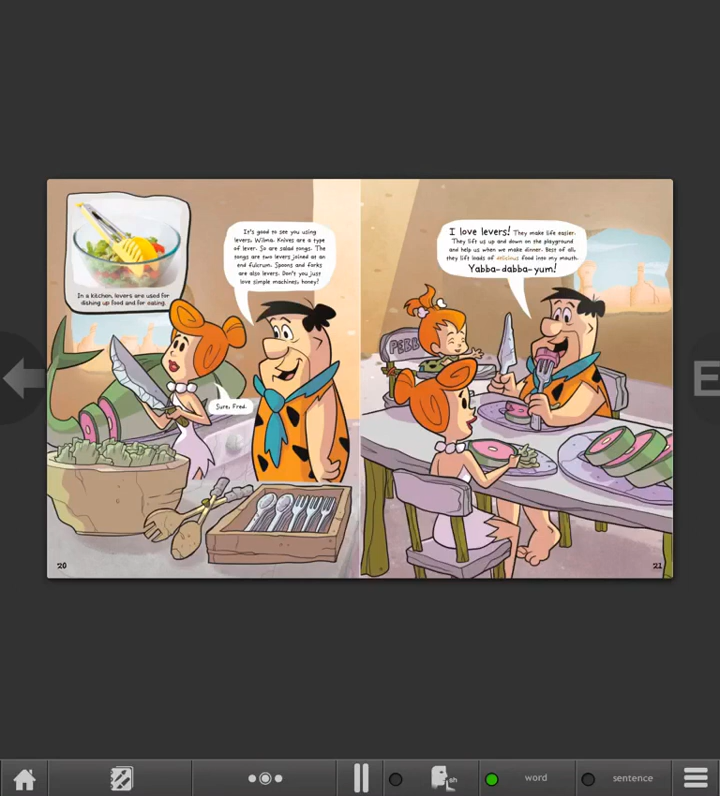 In a kitchen, levers are used for
dishing up food and for eating.
It's good to see you using
levers, Wilma. Knives are a type
of lever. So are salad tongs. The
tongs are two levers joined at an
end fulcrum. Spoons and forks
are also levers. Don't you just
love simple machines, honey?
Sure, Fred.
20
I love levers! They make life easier.
They lift us up and down on the playground
and help us when we make dinner. Best of all,
they lift loads of delicious food into my mouth.
Yabba-dabba-yum!
PEBB
21
E
sh
word
sentence